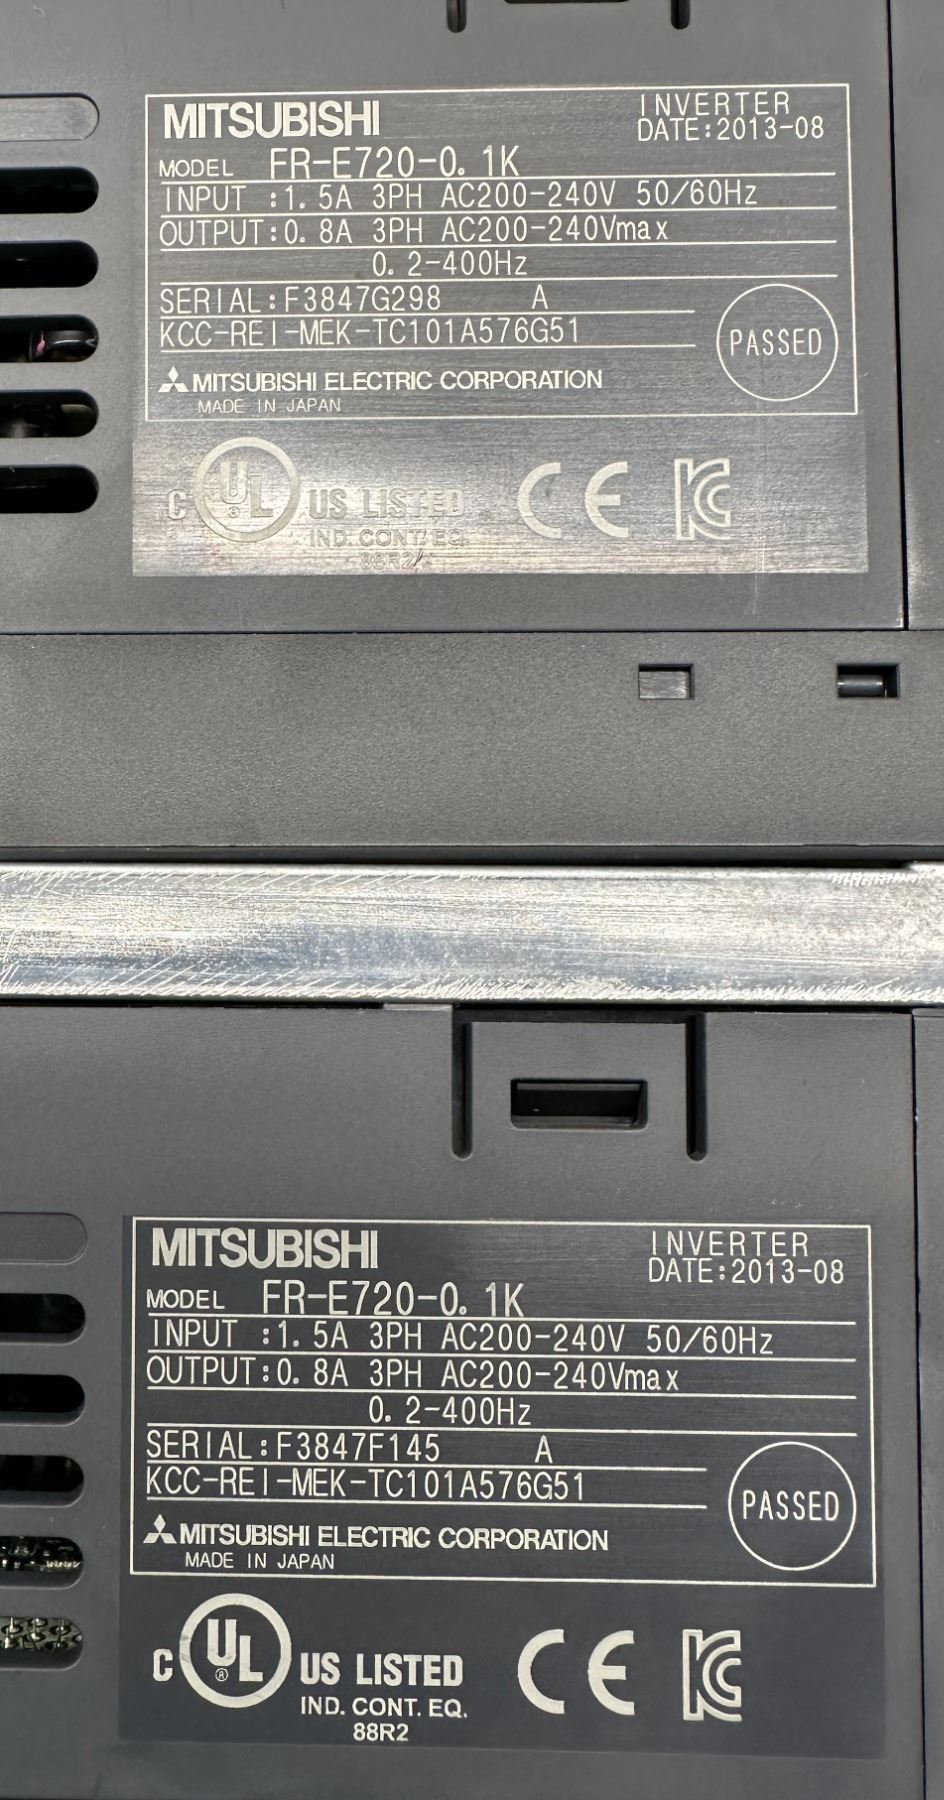 MITSUBISHI
INVERTER
DATE:2013-08
MODEL FR-E720-0.1K
INPUT :1.5A 3PH AC200-240V 50/60Hz
OUTPUT:0.8A 3PH AC200-240Vmax
0.2-400Hz
SERIAL:F3847G298 A
KCC-REI-MEK-TC101A576G51
PASSED
MITSUBISHI ELECTRIC CORPORATION
MADE IN JAPAN
C UL ® US LISTED CE KC
IND. CONT. EQ.
88R2
MITSUBISHI
INVERTER
DATE:2013-08
MODEL FR-E720-0.1K
INPUT :1.5A 3PH AC200-240V 50/60Hz
OUTPUT:0.8A 3PH AC200-240Vmax
0.2-400Hz
SERIAL:F3847F145 A
KCC-REI-MEK-TC101A576G51
PASSED
MITSUBISHI ELECTRIC CORPORATION
MADE IN JAPAN
C UL ® US LISTED CE KC
IND. CONT. EQ.
88R2